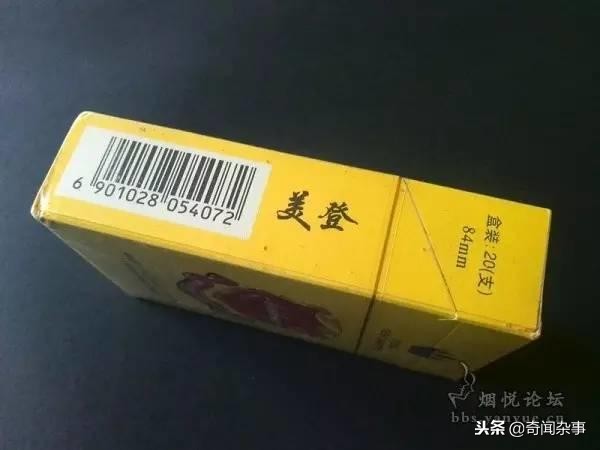 6 901028 054072
美登
盒装：20(支)
84mm
烟悦论坛
bbs.yanyue.cn
头条@奇闻杂事